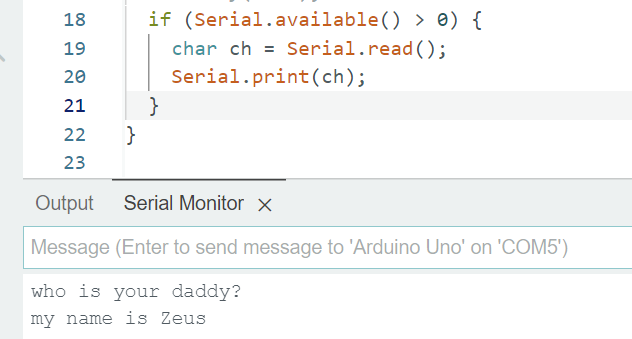 18 if (Serial.available() > 0) {
19 char ch = Serial.read();
20 Serial.print(ch);
21 }
22 }
23
Output Serial Monitor ×
Message (Enter to send message to 'Arduino Uno' on 'COM5')
who is your daddy?
my name is Zeus